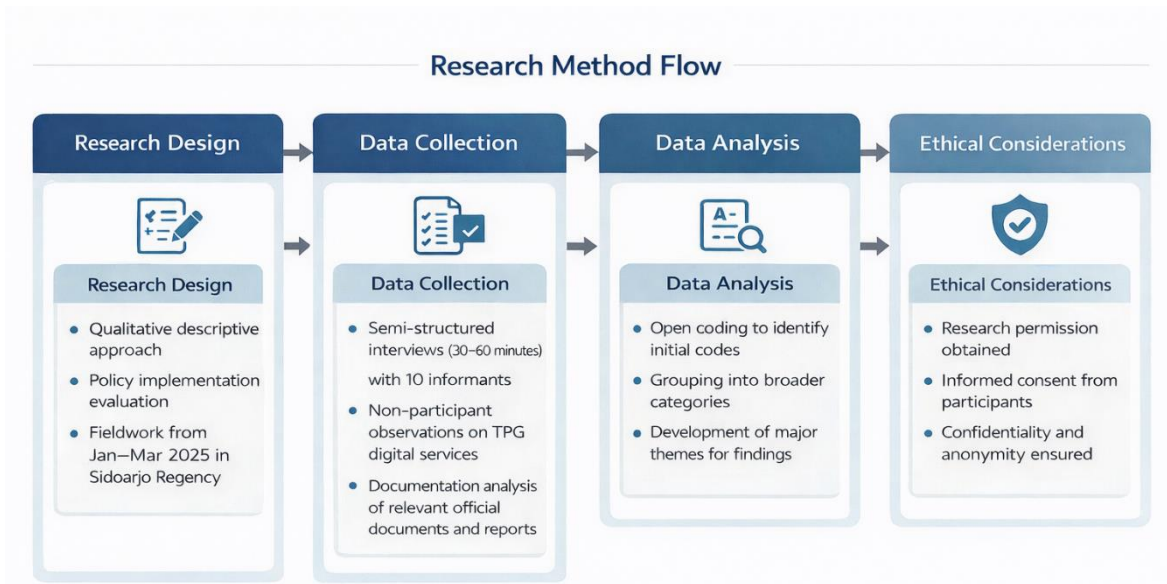 Research Method Flow
Research Design
Data Collection
Data Analysis
Ethical Considerations
Research Design
Qualitative descriptive
approach
Policy implementation
evaluation
Fieldwork from
Jan–Mar 2025 in
Sidoarjo Regency
Data Collection
Semi-structured
interviews (30–60 minutes)
with 10 informants
Non-participant
observations on TPG
digital services
Documentation analysis
of relevant official
documents and reports
A-
Data Analysis
Open coding to identify
initial codes
Grouping into broader
categories
Development of major
themes for findings
Ethical Considerations
Research permission
obtained
Informed consent from
participants
Confidentiality and
anonymity ensured